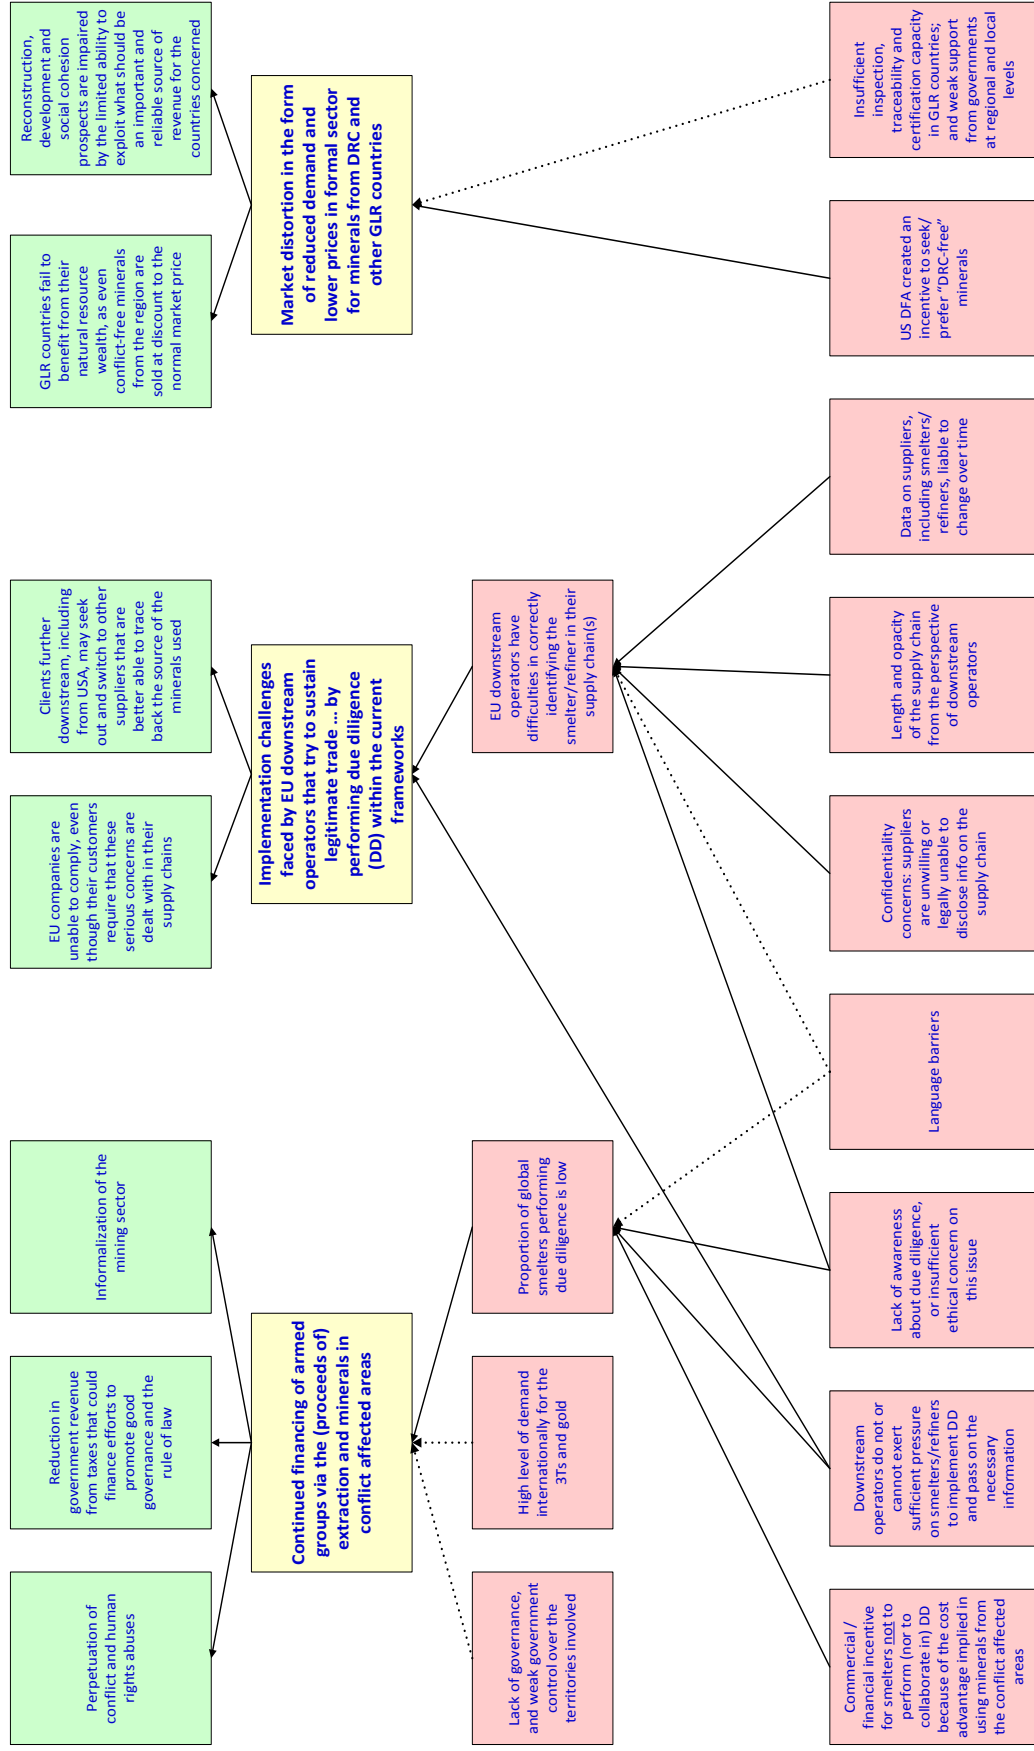 Perpetuation of
conflict and human
rights abuses
Reduction in
government revenue
from taxes that could
finance efforts to
promote good
governance and the
rule of law
Informalization of the
mining sector
EU companies are
unable to comply, even
though their customers
require that these
serious concerns are
dealt with in their
supply chains
Clients further
downstream, including
from USA, may seek
out and switch to other
suppliers that are
better able to trace
back the source of the
minerals used
GLR countries fail to
benefit from their
natural resource
wealth, as even
conflict-free minerals
from the region are
sold at discount to the
normal market price
Reconstruction,
development and
social cohesion
prospects are impaired
by the limited ability to
exploit what should be
an important and
reliable source of
revenue for the
countries concerned
Continued financing of armed
groups via the (proceeds of)
extraction and minerals in
conflict affected areas
Implementation challenges
faced by EU downstream
operators that try to sustain
legitimate trade ... by
performing due diligence
(DD) within the current
frameworks
Market distortion in the form
of reduced demand and
lower prices in formal sector
for minerals from DRC and
other GLR countries
Lack of governance,
and weak government
control over the
territories involved
High level of demand
internationally for the
3Ts and gold
Proportion of global
smelters performing
due diligence is low
EU downstream
operators have
difficulties in correctly
identifying the
smelter/refiner in their
supply chain(s)
Commercial /
financial incentive
for smelters not to
perform (nor to
collaborate in) DD
because of the cost
advantage implied in
using minerals from
the conflict affected
areas
Downstream
operators do not or
cannot exert
sufficient pressure
on smelters/refiners
to implement DD
and pass on the
necessary
information
Lack of awareness
about due diligence,
or insufficient
ethical concern on
this issue
Language barriers
Confidentiality
concerns: suppliers
are unwilling or
legally unable to
disclose info on the
supply chain
Length and opacity
of the supply chain
from the perspective
of downstream
operators
Data on suppliers,
including smelters/
refiners, liable to
change over time
US DFA created an
incentive to seek/
prefer “DRC-free”
minerals
Insufficient
inspection,
traceability and
certification capacity
in GLR countries;
and weak support
from governments
at regional and local
levels